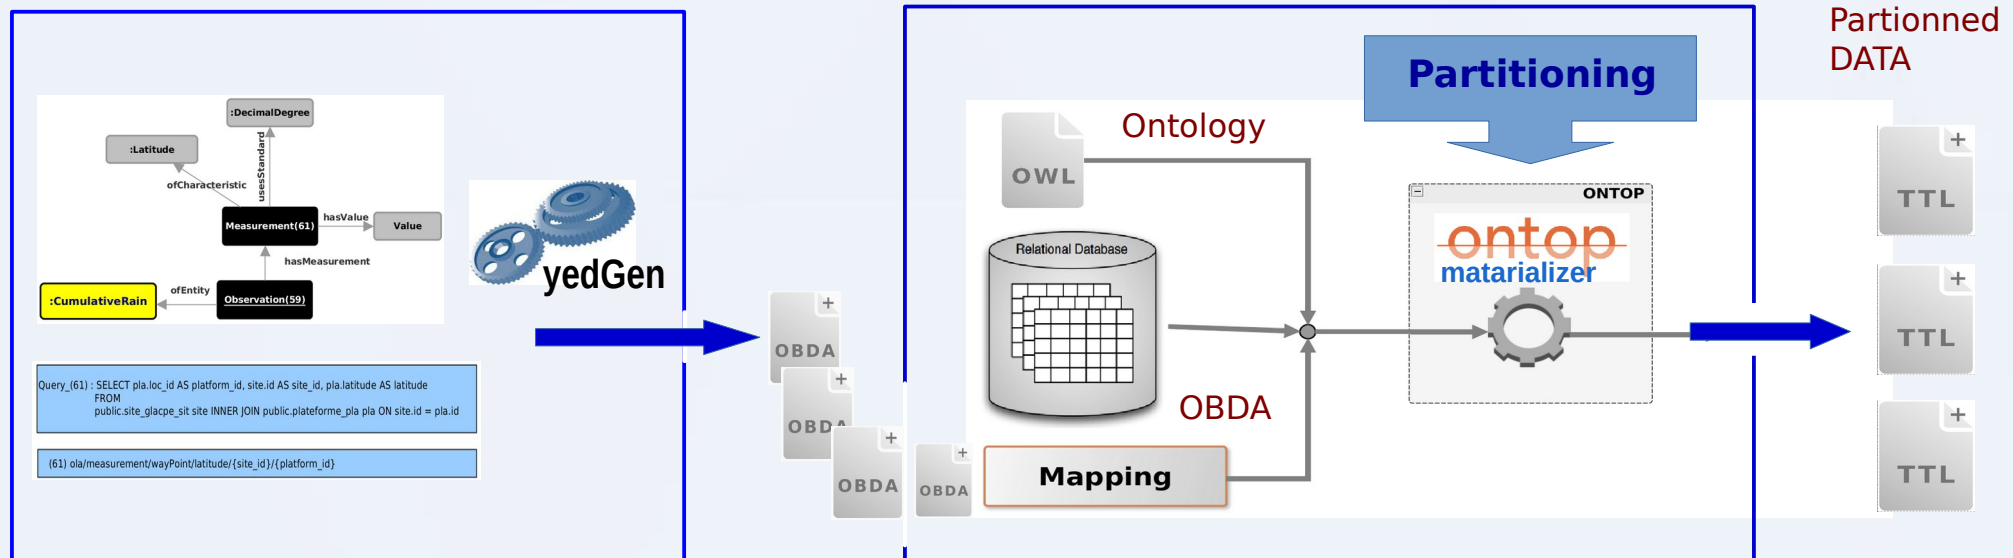 :DecimalDegree
:Latitude
usesStandard
ofCharacteristic
Measurement(61)
hasValue
Value
hasMeasurement
:CumulativeRain
ofEntity
Observation(59)
Query_(61) : SELECT pla.loc_id AS platform_id, site.id AS site_id, pla.latitude AS latitude
FROM
public.site_glacpe_sit site INNER JOIN public.plateforme_pla pla ON site.id = pla.id
(61) ola/measurement/wayPoint/latitude/{site_id}/{platform_id}
yedGen
OBDA
OBDA
OBDA
OBDA
Ontology
OWL
Relational Database
OBDA
Mapping
Partitioning
ONTOP
ontop
matarializer
Partionned
DATA
TTL
TTL
TTL